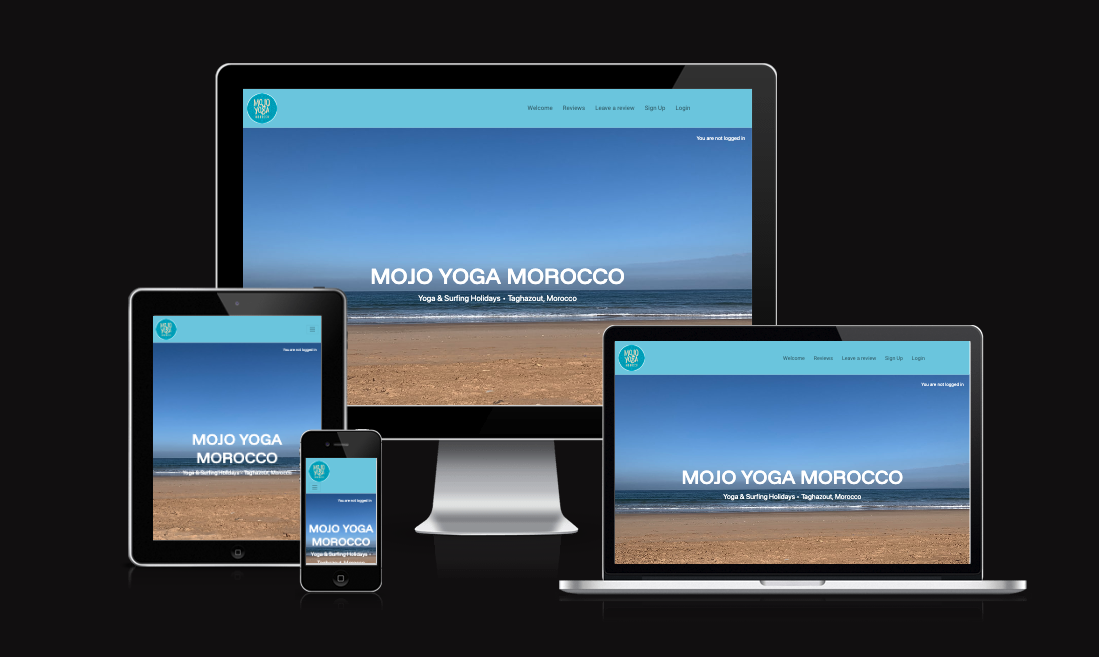 MOJO
YOGA
MOROCCO
Welcome Reviews Leave a review Sign Up Login
You are not logged in
MOJO YOGA MOROCCO
Yoga & Surfing Holidays - Taghazout, Morocco
MOJO
YOGA
You are not logged in
MOJO YOGA
MOROCCO
Yoga & Surfing Holidays - Taghazout, Morocco
MOJO
YOGA
You are not logged in
MOJO YOGA
MOROCCO
Yoga & Surfing Holidays -
Taghazout, Morocco
MOJO
YOGA
MOROCCO
Welcome Reviews Leave a review Sign Up Login
You are not logged in
MOJO YOGA MOROCCO
Yoga & Surfing Holidays - Taghazout, Morocco